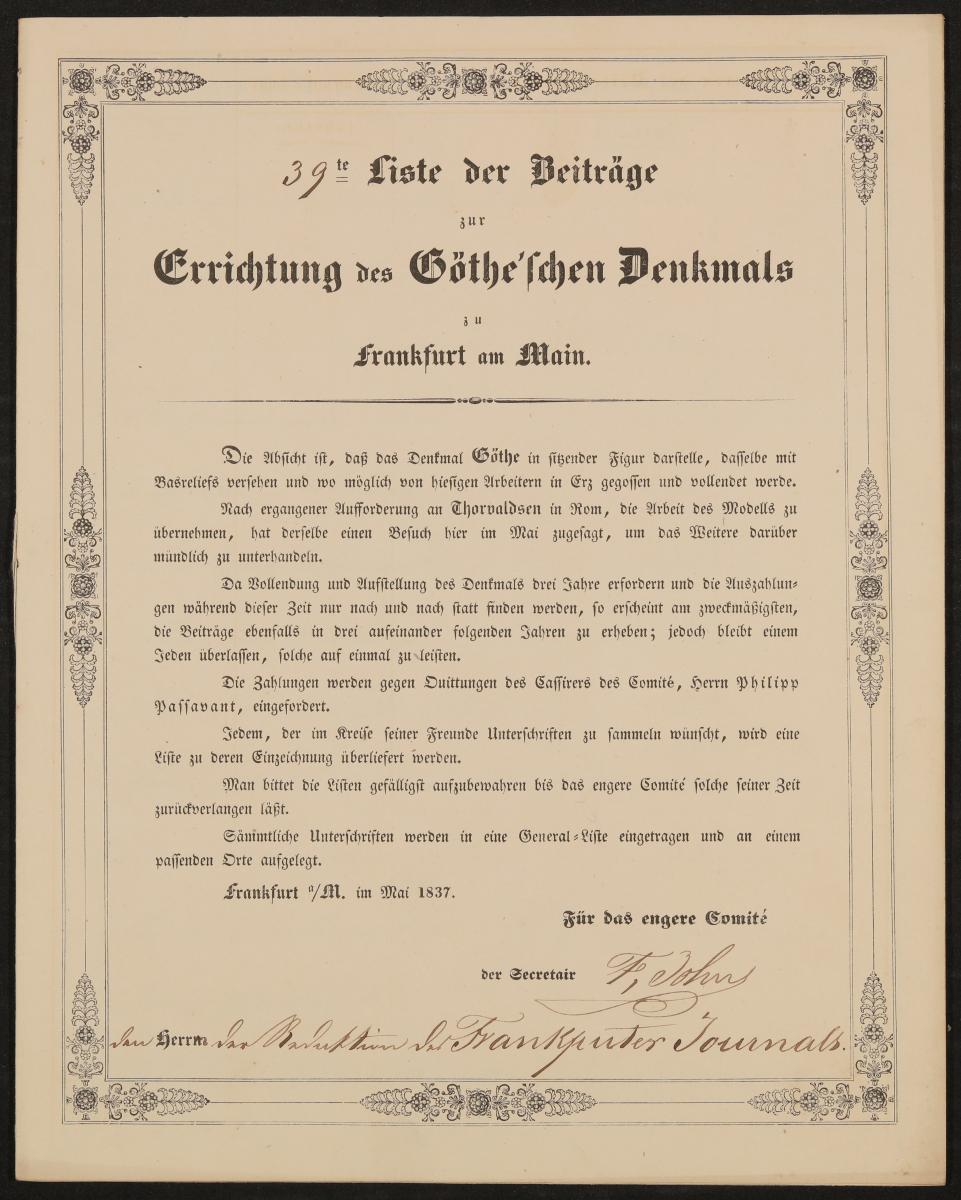 39te Liste der Beiträge
zur
Errichtung des Göthe'schen Denkmals
zu
Frankfurt am Main.
Die Absicht ist, daß das Denkmal Göthe in sitzender Figur darstelle, dasselbe mit
Basreliefs versehen und wo möglich von hiesigen Arbeitern in Erz gegossen und vollendet werde.
Nach ergangener Aufforderung an Thorvaldsen in Rom, die Arbeit des Modells zu
übernehmen, hat derselbe einen Besuch hier im Mai zugesagt, um das Weitere darüber
mündlich zu unterhandeln.
Da Vollendung und Aufstellung des Denkmals drei Jahre erfordern und die Auszahlun-
gen während dieser Zeit nur nach und nach statt finden werden, so erscheint am zweckmäßigsten,
die Beiträge ebenfalls in drei aufeinander folgenden Jahren zu erheben; jedoch bleibt einem
Jeden überlassen, solche auf einmal zu leisten.
Die Zahlungen werden gegen Quittungen des Cassirers des Comité, Herrn Philipp
Passavant, eingefordert.
Jedem, der im Kreise seiner Freunde Unterschriften zu sammeln wünscht, wird eine
Liste zu deren Einzeichnung überliefert werden.
Man bittet die Listen gefälligst aufzubewahren bis das engere Comité solche seiner Zeit
zurückverlangen läßt.
Sämmtliche Unterschriften werden in eine General-Liste eingetragen und an einem
passenden Orte aufgelegt.
Frankfurt a/M. im Mai 1837.
Für das engere Comité
der Secretair F. John
den Herrn der Redaktion des Frankfurter Journals.